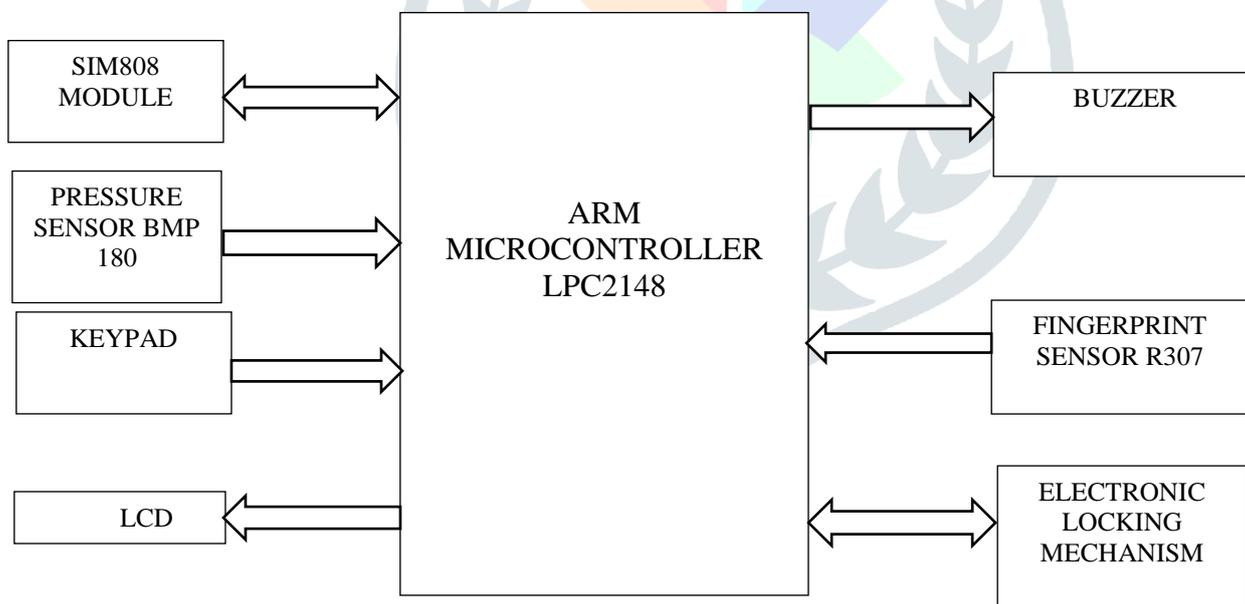 SIM808
MODULE
PRESSURE
SENSOR BMP
180
KEYPAD
LCD
ARM
MICROCONTROLLER
LPC2148
BUZZER
FINGERPRINT
SENSOR R307
ELECTRONIC
LOCKING
MECHANISM